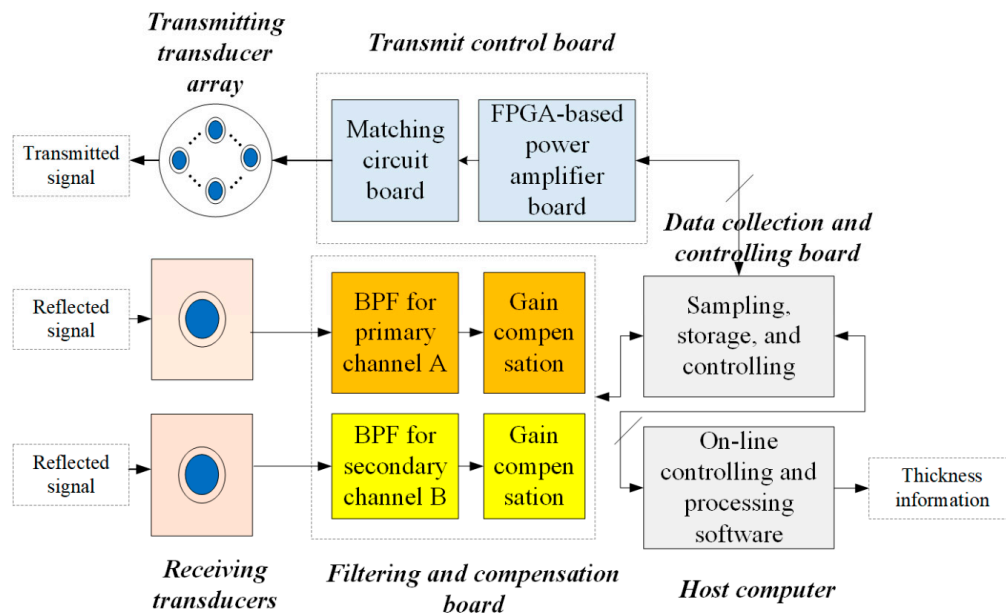 Transmitting
transducer
array
Transmit control board
Transmitted
signal
Matching
circuit
board
FPGA-based
power
amplifier
board
Data collection and
controlling board
Reflected
signal
BPF for
primary
channel A
Gain
compen
sation
Sampling,
storage, and
controlling
Reflected
signal
BPF for
secondary
channel B
Gain
compen
sation
On-line
controlling and
processing
software
Thickness
information
Receiving
transducers
Filtering and compensation
board
Host computer